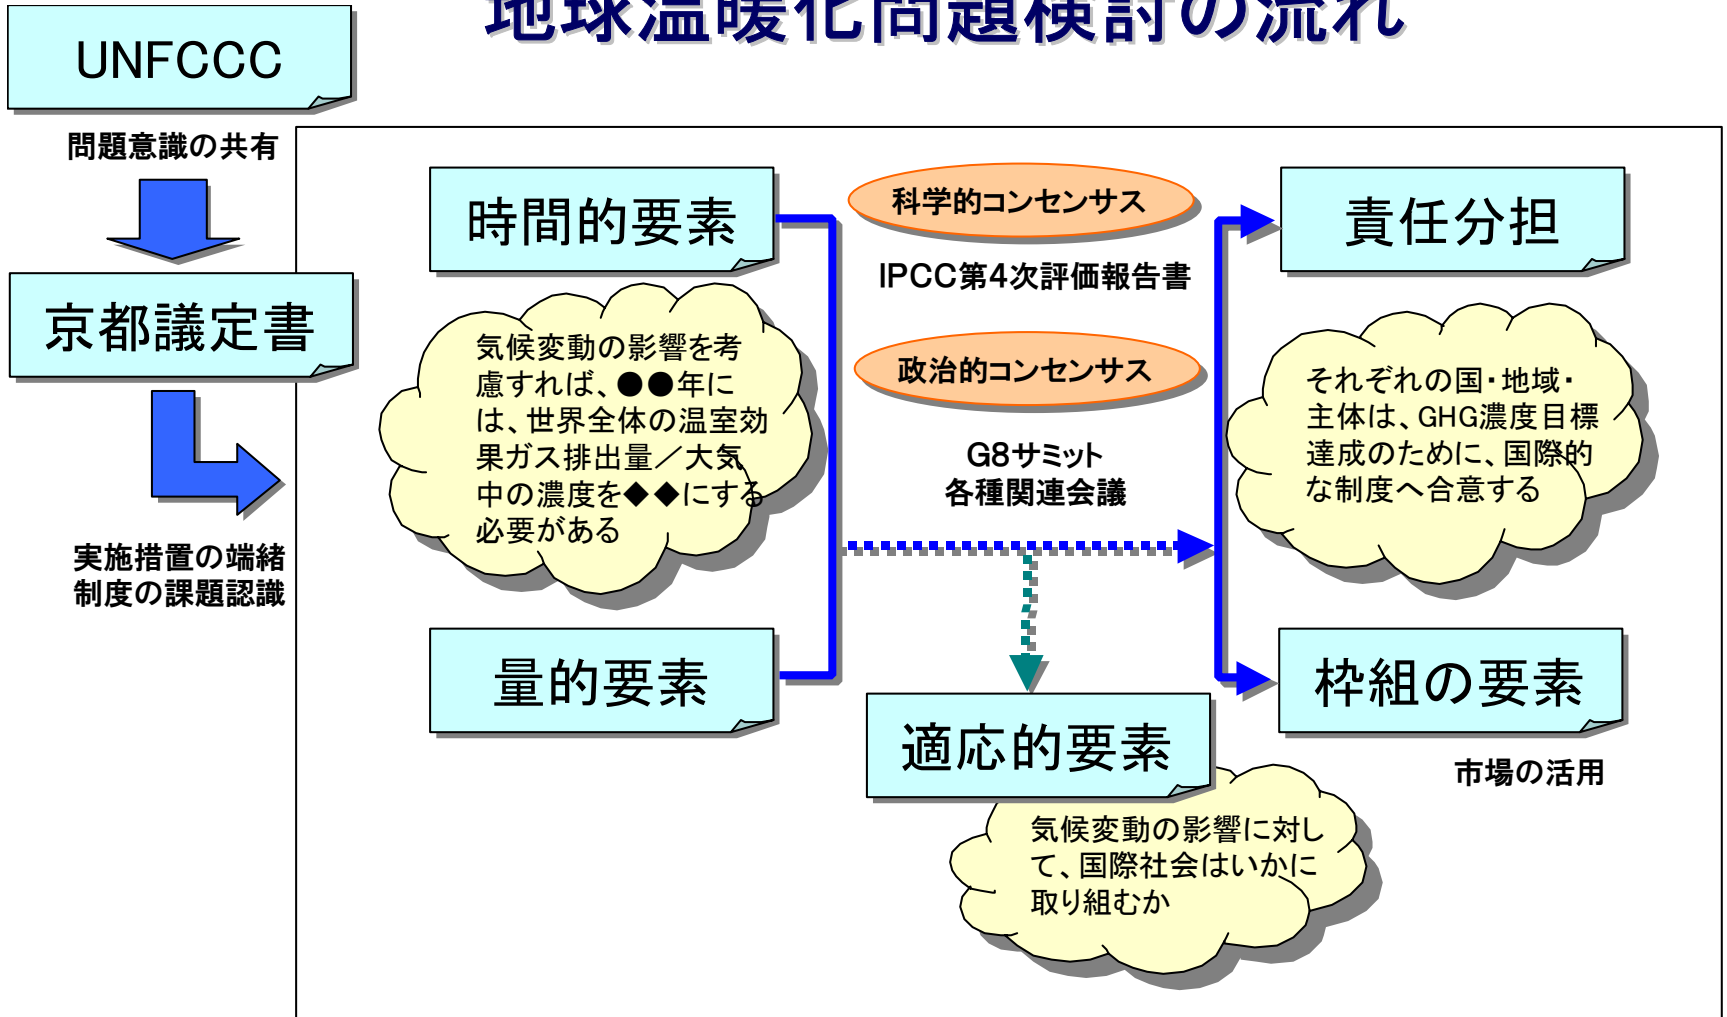 地球温暖化問題検討の流れ
UNFCCC
問題意識の共有
京都議定書
実施措置の端緒
制度の課題認識
時間的要素
気候変動の影響を考
慮すれば、●●年に
は、世界全体の温室効
果ガス排出量／大気
中の濃度を◆◆にする
必要がある
量的要素
科学的コンセンサス
IPCC第4次評価報告書
政治的コンセンサス
G8サミット
各種関連会議
適応的要素
気候変動の影響に対し
て、国際社会はいかに
取り組むか
責任分担
それぞれの国・地域・
主体は、GHG濃度目標
達成のために、国際的
な制度へ合意する
枠組の要素
市場の活用